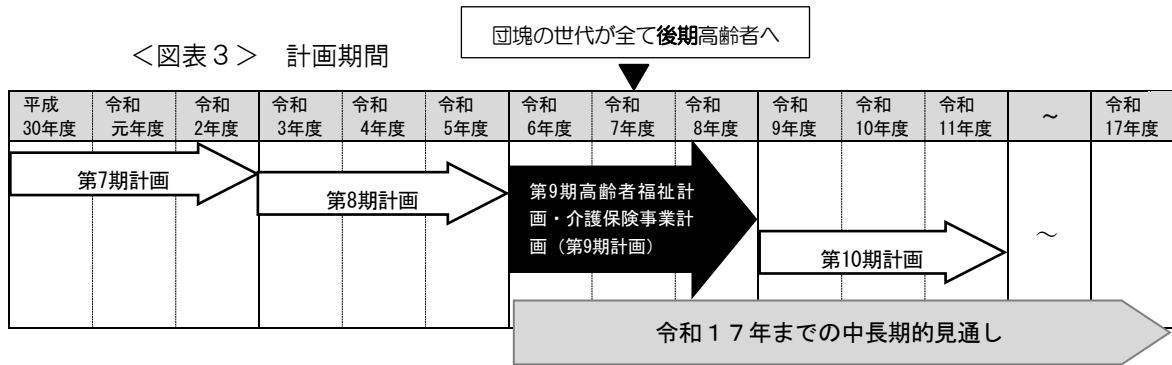 団塊の世代が全て後期高齢者へ
＜図表３＞　計画期間
平成 令和 令和 令和 令和 令和 令和 令和 令和 令和 令和 令和 ～ 令和
30年度 元年度 2年度 3年度 4年度 5年度 6年度 7年度 8年度 9年度 10年度 11年度 17年度
第7期計画
第8期計画
第9期高齢者福祉計
画・介護保険事業計
画（第9期計画）
～
第10期計画
令和１７年までの中長期的見通し